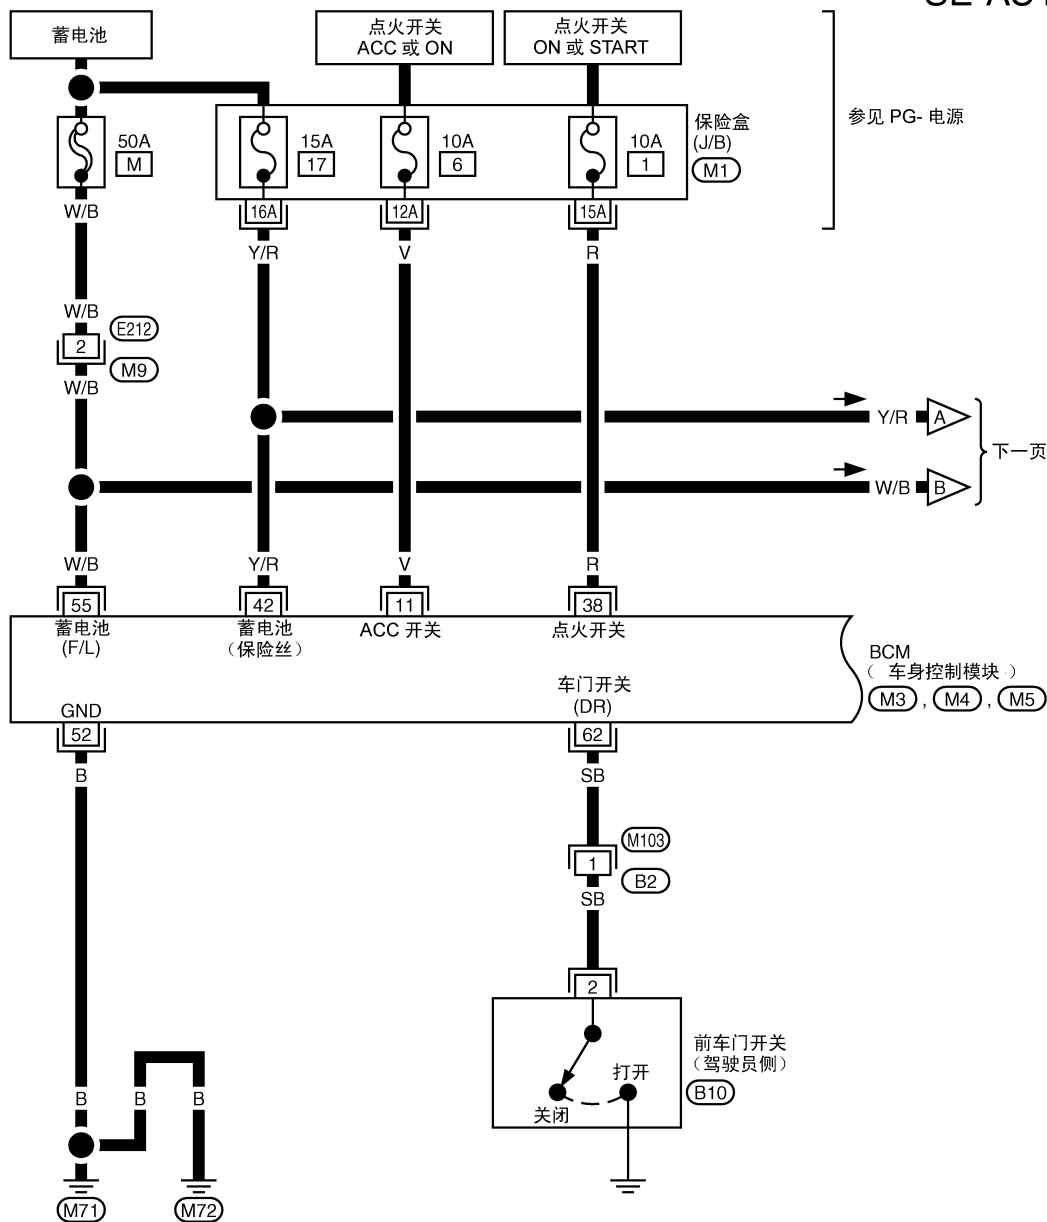 蓄电池
点火开关
ACC 或 ON
点火开关
ON 或 START
50A
M
15A
17
10A
6
10A
1
保险盒
(J/B)
M1
参见 PG- 电源
16A
12A
15A
W/B
Y/R
V
R
W/B
2
E212
M9
W/B
Y/R
A
下一页
W/B
B
W/B
Y/R
V
R
55
42
11
38
蓄电池
(F/L)
蓄电池
（保险丝）
ACC 开关
点火开关
BCM
（ 车身控制模块 ）
M3 , M4 , M5
车门开关
(DR)
GND
52
62
B
SB
1
M103
B2
SB
2
前车门开关
（驾驶员侧）
B10
打开
关闭
B
B
B
M71
M72